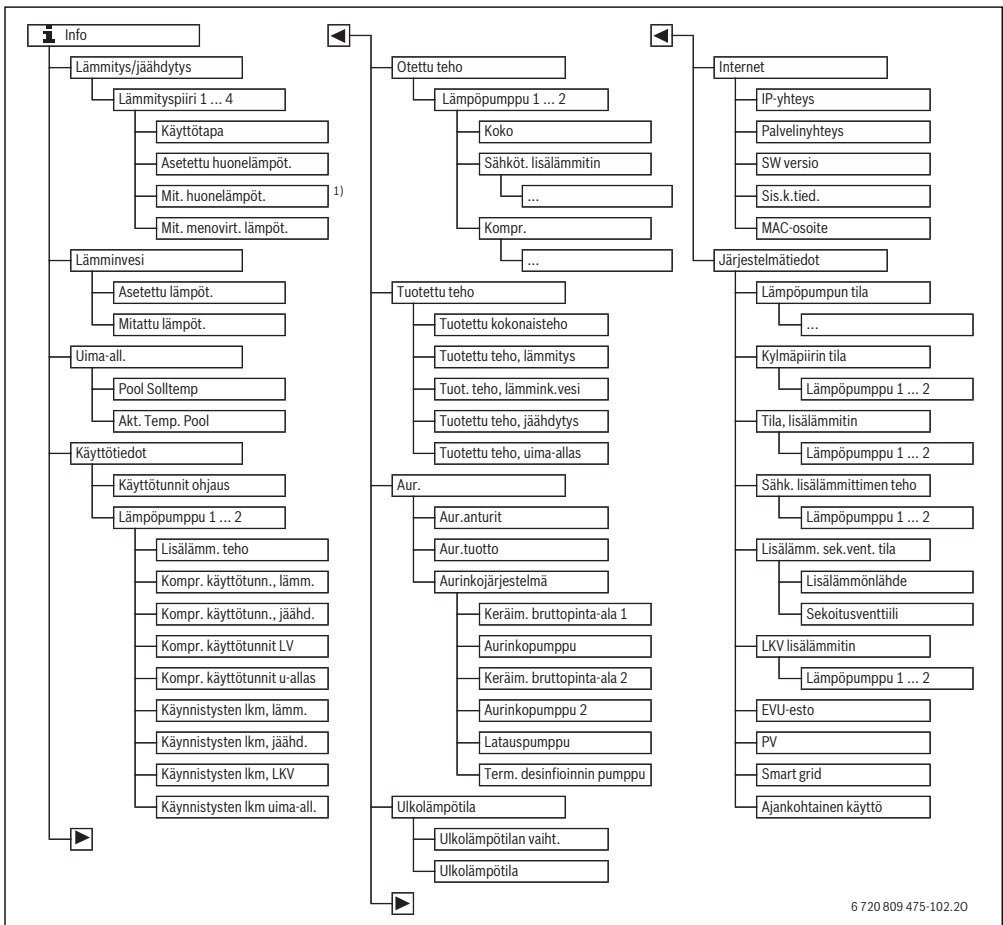 i Info
Lämmitys/jäähdytys
Lämmityspiiri 1 ... 4
Käyttötapa
Asetettu huonelämpöt.
Mit. huonelämpöt. 1)
Mit. menovirt. lämpöt.
Lämminvesi
Asetettu lämpöt.
Mitattu lämpöt.
Uima-all.
Pool Solltemp
Akt. Temp. Pool
Käyttötiedot
Käyttötunnit ohjaus
Lämpöpumppu 1 ... 2
Lisälämm. teho
Kompr. käyttötunn., lämm.
Kompr. käyttötunn., jäähd.
Kompr. käyttötunnit LV
Kompr. käyttötunnit u-allas
Käynnistysten lkm, lämm.
Käynnistysten lkm, jäähd.
Käynnistysten lkm, LKV
Käynnistysten lkm uima-all.
Otettu teho
Lämpöpumppu 1 ... 2
Koko
Sähköt. lisälämmitin
...
Kompr.
...
Tuotettu teho
Tuotettu kokonaisteho
Tuotettu teho, lämmitys
Tuot. teho, lämmink.vesi
Tuotettu teho, jäähdytys
Tuotettu teho, uima-allas
Aur.
Aur.anturit
Aur.tuotto
Aurinkojärjestelmä
Keräim. bruttopinta-ala 1
Aurinkopumppu
Keräim. bruttopinta-ala 2
Aurinkopumppu 2
Latauspumppu
Term. desinfioinnin pumppu
Ulkolämpötila
Ulkolämpötilan vaiht.
Ulkolämpötila
Internet
IP-yhteys
Palvelinyhteys
SW versio
Sis.k.tied.
MAC-osoite
Järjestelmätiedot
Lämpöpumpun tila
...
Kylmäpiirin tila
Lämpöpumppu 1 ... 2
Tila, lisälämmitin
Lämpöpumppu 1 ... 2
Sähk. lisälämmittimen teho
Lämpöpumppu 1 ... 2
Lisälämm. sek.vent. tila
Lisälämmönlähde
Sekoitusventtiili
LKV lisälämmitin
Lämpöpumppu 1 ... 2
EVU-esto
PV
Smart grid
Ajankohtainen käyttö
6 720 809 475-102.2O